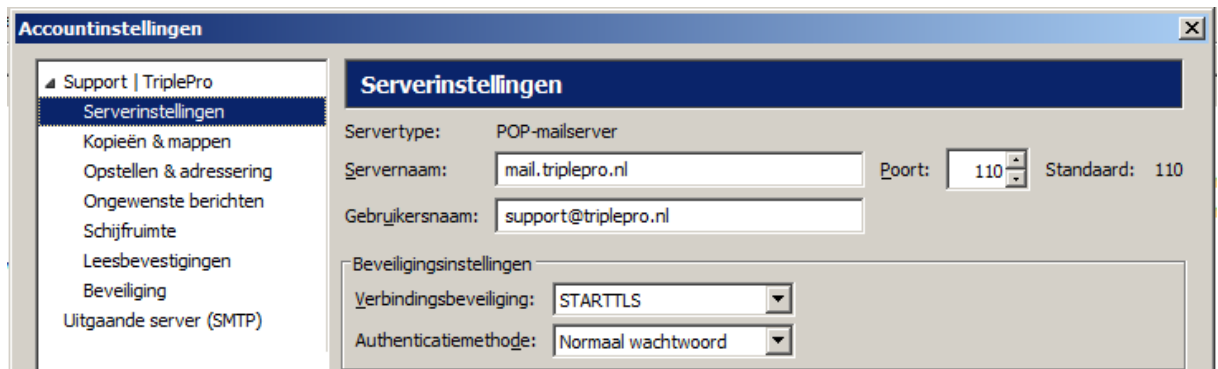 Accountinstellingen
Support | TriplePro
Serverinstellingen
Kopieën & mappen
Opstellen & adressering
Ongewenste berichten
Schijfruimte
Leesbevestigingen
Beveiliging
Uitgaande server (SMTP)
Serverinstellingen
Servertype: POP-mailserver
Servernaam: mail.triplepro.nl Poort: 110 Standaard: 110
Gebruikersnaam: support@triplepro.nl
Beveiligingsinstellingen
Verbindingsbeveiliging: STARTTLS
Authenticatiemethode: Normaal wachtwoord